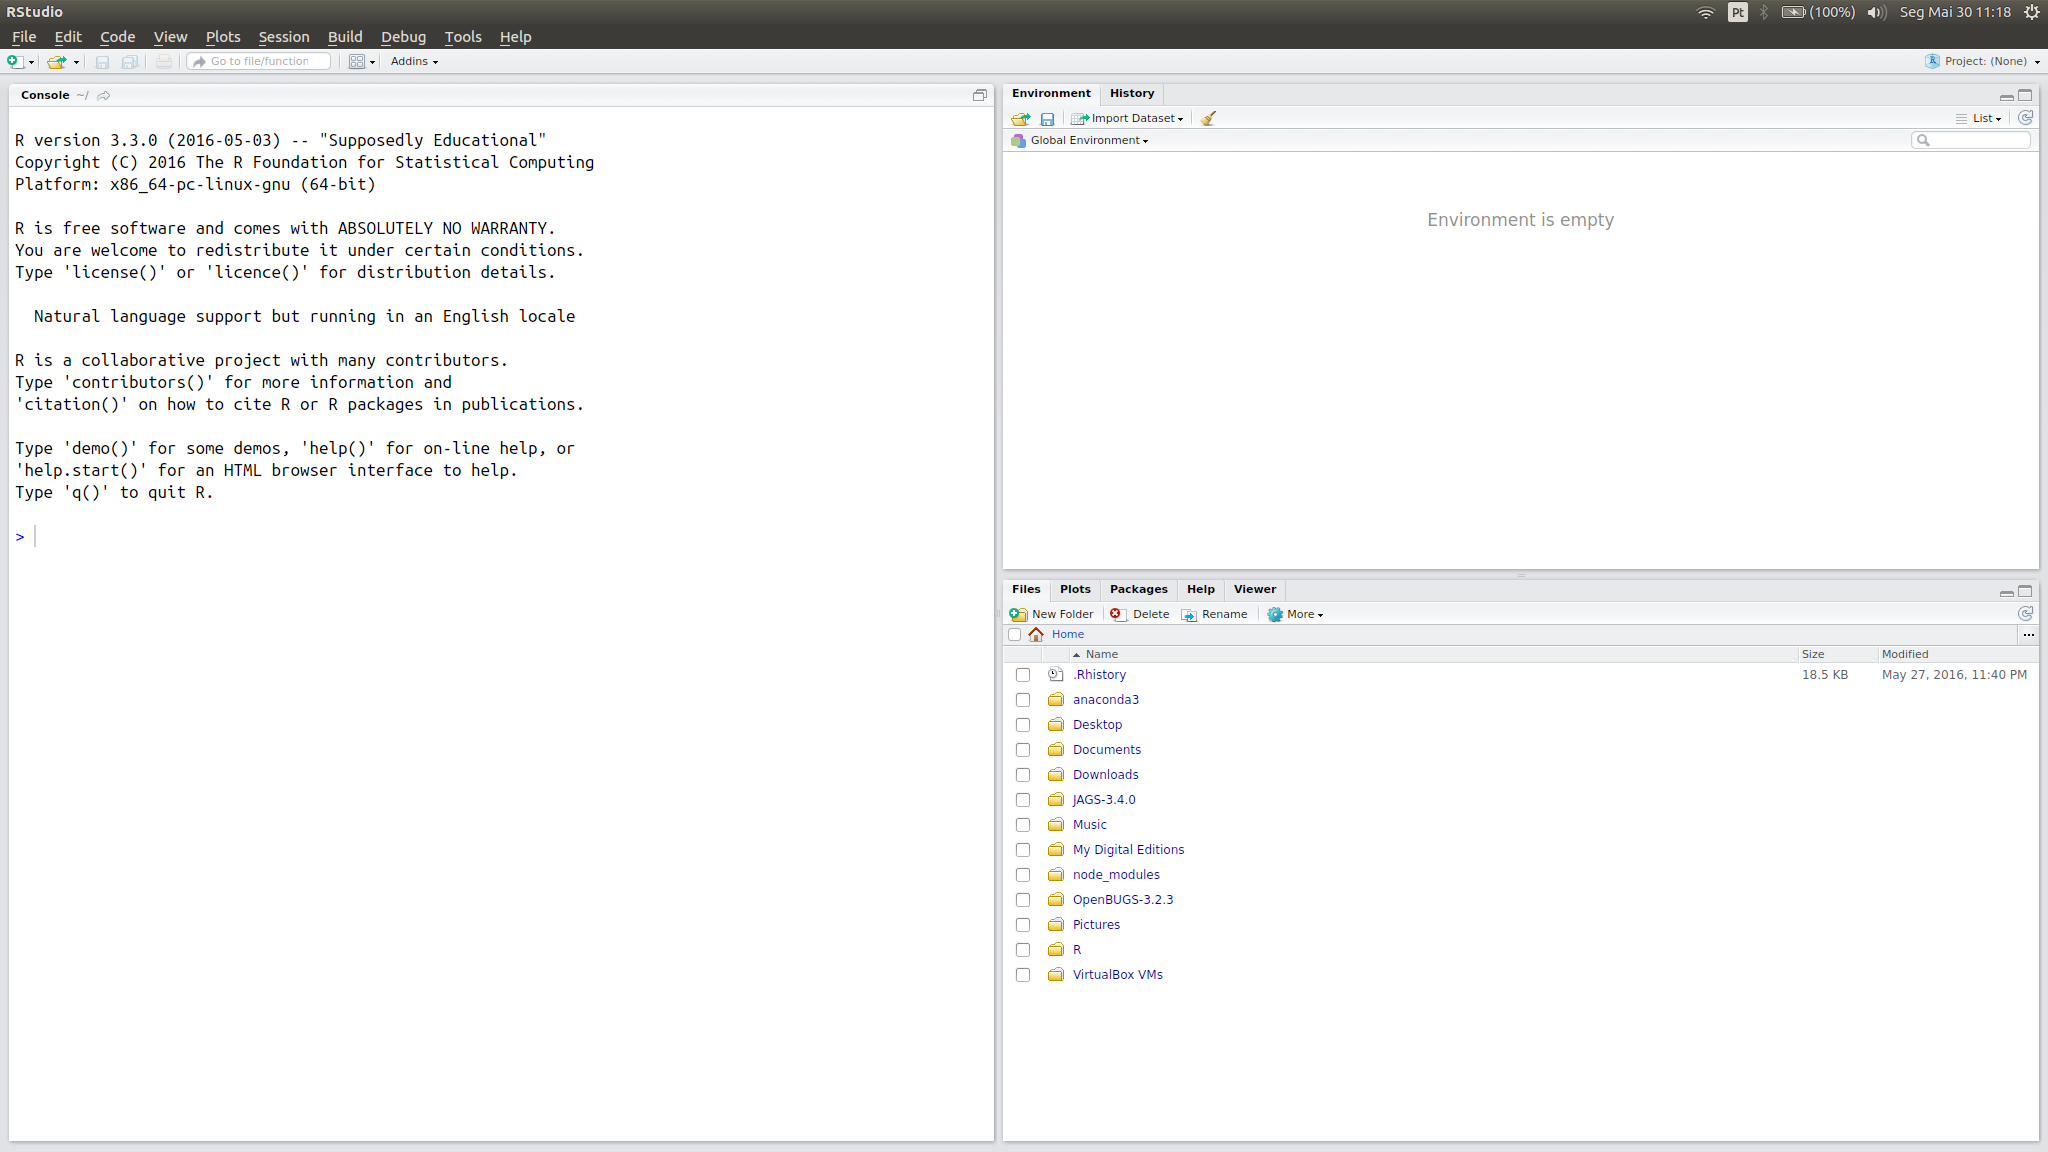 RStudio
Pt (100%) Seg Mai 30 11:18
File Edit Code View Plots Session Build Debug Tools Help
Go to file/function Addins Project: (None)
Console ~/
R version 3.3.0 (2016-05-03) -- "Supposedly Educational"
Copyright (C) 2016 The R Foundation for Statistical Computing
Platform: x86_64-pc-linux-gnu (64-bit)
R is free software and comes with ABSOLUTELY NO WARRANTY.
You are welcome to redistribute it under certain conditions.
Type 'license()' or 'licence()' for distribution details.
Natural language support but running in an English locale
R is a collaborative project with many contributors.
Type 'contributors()' for more information and
'citation()' on how to cite R or R packages in publications.
Type 'demo()' for some demos, 'help()' for on-line help, or
'help.start()' for an HTML browser interface to help.
Type 'q()' to quit R.
>
Environment History
Import Dataset List
Global Environment
Environment is empty
Files Plots Packages Help Viewer
New Folder Delete Rename More
Home ...
Name Size Modified
.Rhistory 18.5 KB May 27, 2016, 11:40 PM
anaconda3
Desktop
Documents
Downloads
JAGS-3.4.0
Music
My Digital Editions
node_modules
OpenBUGS-3.2.3
Pictures
R
VirtualBox VMs